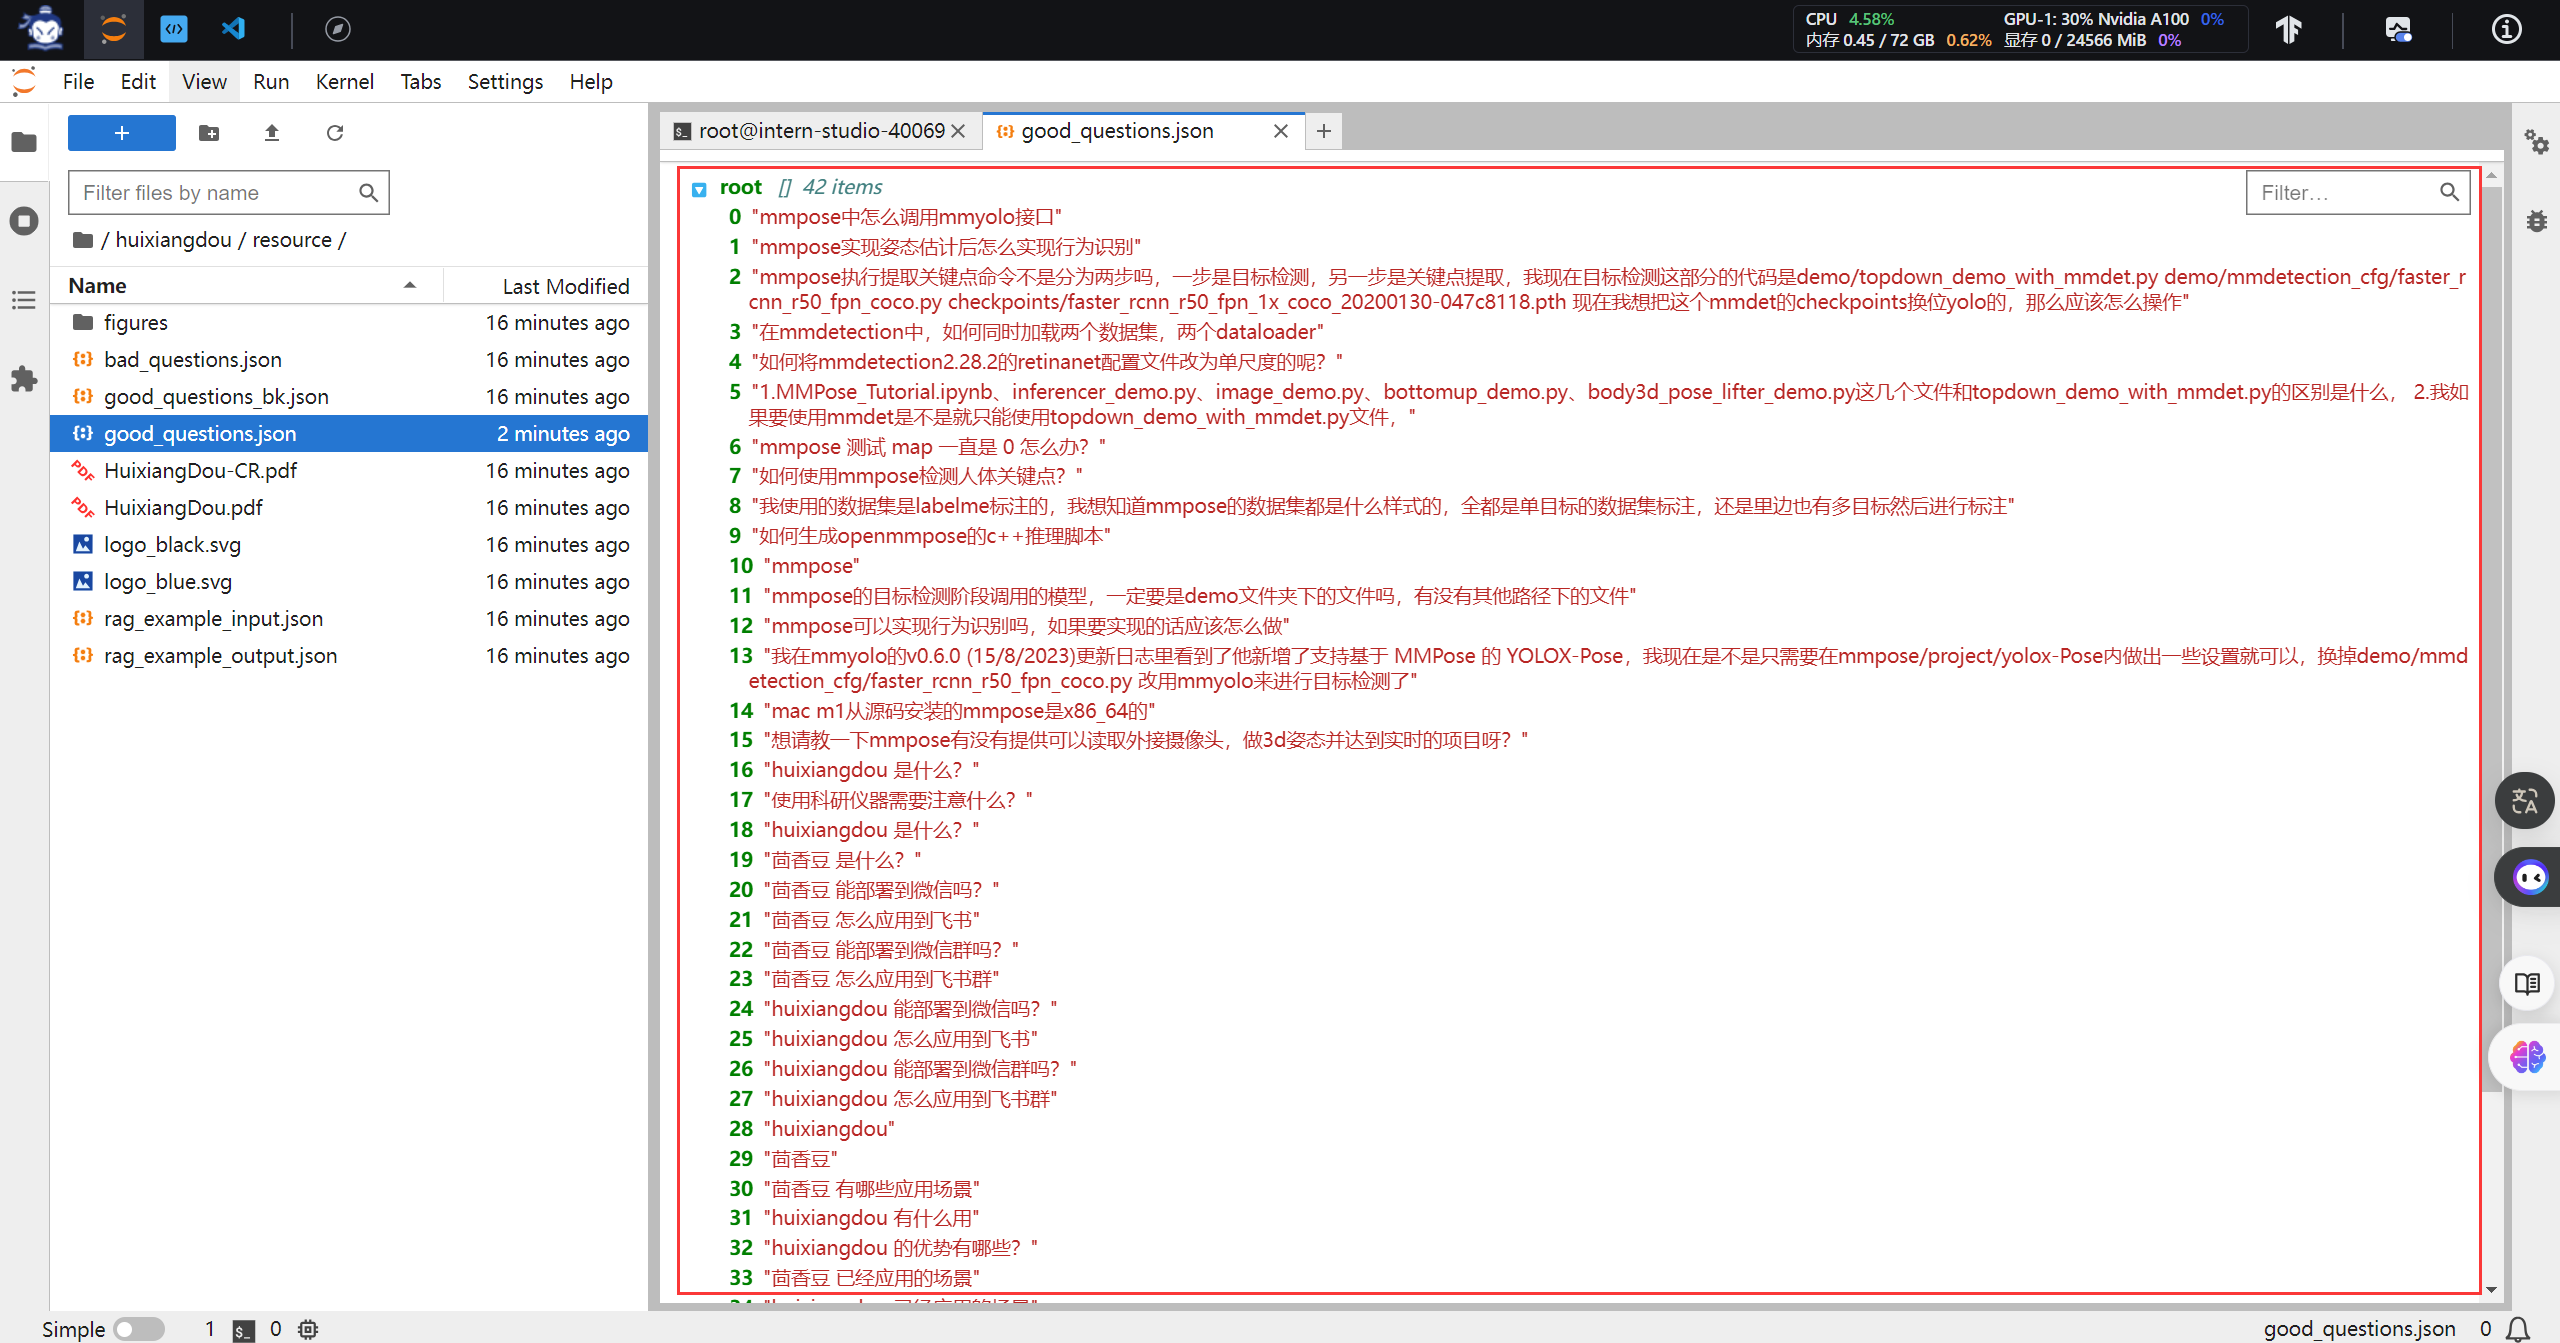 CPU 4.58% GPU-1: 30% Nvidia A100 0%
内存 0.45 / 72 GB 0.62% 显存 0 / 24566 MiB 0%
File Edit View Run Kernel Tabs Settings Help
root@intern-studio-40069
good_questions.json
Filter files by name
/ huixiangdou / resource /
Name Last Modified
figures 16 minutes ago
bad_questions.json 16 minutes ago
good_questions_bk.json 16 minutes ago
good_questions.json 2 minutes ago
HuixiangDou-CR.pdf 16 minutes ago
HuixiangDou.pdf 16 minutes ago
logo_black.svg 16 minutes ago
logo_blue.svg 16 minutes ago
rag_example_input.json 16 minutes ago
rag_example_output.json 16 minutes ago
root [] 42 items
Filter…
0 "mmpose中怎么调用mmyolo接口"
1 "mmpose实现姿态估计后怎么实现行为识别"
2 "mmpose执行提取关键点命令不是分为两步吗，一步是目标检测，另一步是关键点提取，我现在目标检测这部分的代码是demo/topdown_demo_with_mmdet.py demo/mmdetection_cfg/faster_r
cnn_r50_fpn_coco.py checkpoints/faster_rcnn_r50_fpn_1x_coco_20200130-047c8118.pth 现在我想把这个mmdet的checkpoints换位yolo的，那么应该怎么操作"
3 "在mmdetection中，如何同时加载两个数据集，两个dataloader"
4 "如何将mmdetection2.28.2的retinanet配置文件改为单尺度的呢？"
5 "1.MMPose_Tutorial.ipynb、inferencer_demo.py、image_demo.py、bottomup_demo.py、body3d_pose_lifter_demo.py这几个文件和topdown_demo_with_mmdet.py的区别是什么， 2.我如
果要使用mmdet是不是就只能使用topdown_demo_with_mmdet.py文件，"
6 "mmpose 测试 map 一直是 0 怎么办？"
7 "如何使用mmpose检测人体关键点？"
8 "我使用的数据集是labelme标注的，我想知道mmpose的数据集都是什么样式的，全都是单目标的数据集标注，还是里边也有多目标然后进行标注"
9 "如何生成openmmpose的c++推理脚本"
10 "mmpose"
11 "mmpose的目标检测阶段调用的模型，一定要是demo文件夹下的文件吗，有没有其他路径下的文件"
12 "mmpose可以实现行为识别吗，如果要实现的话应该怎么做"
13 "我在mmyolo的v0.6.0 (15/8/2023)更新日志里看到了他新增了支持基于 MMPose 的 YOLOX-Pose，我现在是不是只需要在mmpose/project/yolox-Pose内做出一些设置就可以，换掉demo/mmd
etection_cfg/faster_rcnn_r50_fpn_coco.py 改用mmyolo来进行目标检测了"
14 "mac m1从源码安装的mmpose是x86_64的"
15 "想请教一下mmpose有没有提供可以读取外接摄像头，做3d姿态并达到实时的项目呀？"
16 "huixiangdou 是什么？"
17 "使用科研仪器需要注意什么？"
18 "huixiangdou 是什么？"
19 "茴香豆 是什么？"
20 "茴香豆 能部署到微信吗？"
21 "茴香豆 怎么应用到飞书"
22 "茴香豆 能部署到微信群吗？"
23 "茴香豆 怎么应用到飞书群"
24 "huixiangdou 能部署到微信吗？"
25 "huixiangdou 怎么应用到飞书"
26 "huixiangdou 能部署到微信群吗？"
27 "huixiangdou 怎么应用到飞书群"
28 "huixiangdou"
29 "茴香豆"
30 "茴香豆 有哪些应用场景"
31 "huixiangdou 有什么用"
32 "huixiangdou 的优势有哪些？"
33 "茴香豆 已经应用的场景"
Simple 1 0
good_questions.json 0